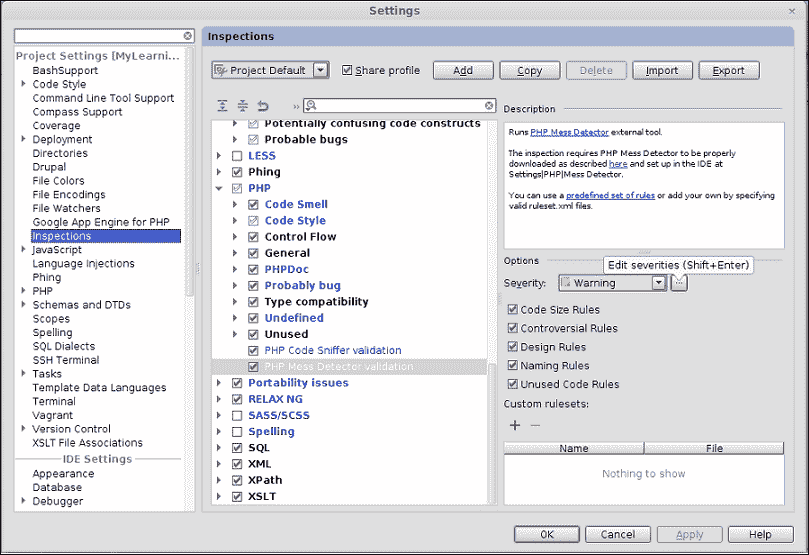 Settings
Project Settings [MyLearni...
BashSupport
Code Style
Command Line Tool Support
Compass Support
Coverage
Deployment
Directories
Drupal
File Colors
File Encodings
File Watchers
Google App Engine for PHP
Inspections
JavaScript
Language Injections
Phing
PHP
Schemas and DTDs
Scopes
Spelling
SQL Dialects
SSH Terminal
Tasks
Template Data Languages
Terminal
Vagrant
Version Control
XSLT File Associations
IDE Settings
Appearance
Database
Debugger
Inspections
Project Default
Share profile
Add
Copy
Delete
Import
Export
Potentially confusing code constructs
Probable bugs
LESS
Phing
PHP
Code Smell
Code Style
Control Flow
General
PHPDoc
Probably bug
Type compatibility
Undefined
Unused
PHP Code Sniffer validation
PHP Mess Detector validation
Portability issues
RELAX NG
SASS/SCSS
Spelling
SQL
XML
XPath
XSLT
Description
Runs PHP Mess Detector external tool.
The inspection requires PHP Mess Detector to be properly
downloaded as described here and set up in the IDE at
Settings|PHP|Mess Detector.
You can use a predefined set of rules or add your own by specifying
valid ruleset.xml files.
Options
Edit severities (Shift+Enter)
Severity:
Warning
...
Code Size Rules
Controversial Rules
Design Rules
Naming Rules
Unused Code Rules
Custom rulesets:
Name
File
Nothing to show
OK
Cancel
Apply
Help